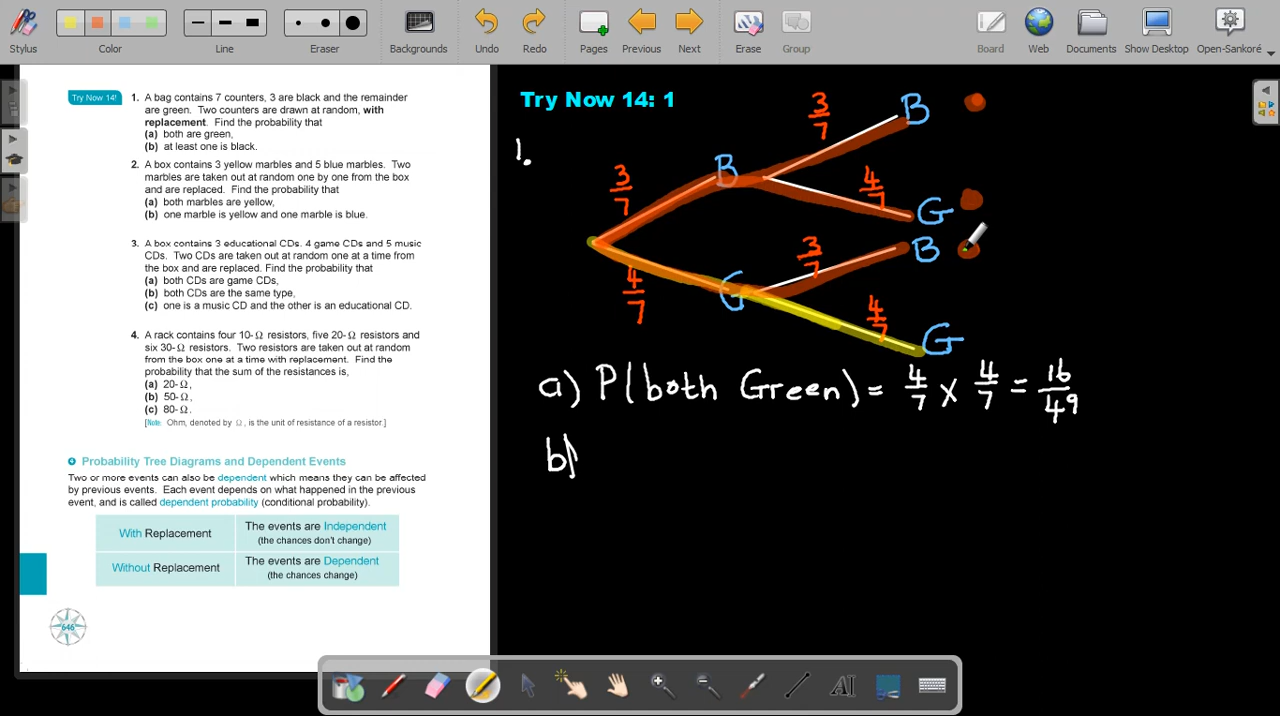 Stylus Color Line Eraser Backgrounds Undo Redo Pages Previous Next Erase Group Board Web Documents Show Desktop Open-Sankoré
Try Now 14!
1. A bag contains 7 counters, 3 are black and the remainder
are green. Two counters are drawn at random, with
replacement. Find the probability that
(a) both are green,
(b) at least one is black.
2. A box contains 3 yellow marbles and 5 blue marbles. Two
marbles are taken out at random one by one from the box
and are replaced. Find the probability that
(a) both marbles are yellow,
(b) one marble is yellow and one marble is blue.
3. A box contains 3 educational CDs. 4 game CDs and 5 music
CDs. Two CDs are taken out at random one at a time from
the box and are replaced. Find the probability that
(a) both CDs are game CDs,
(b) both CDs are the same type,
(c) one is a music CD and the other is an educational CD.
4. A rack contains four 10-Ω resistors, five 20-Ω resistors and
six 30-Ω resistors. Two resistors are taken out at random
from the box one at a time with replacement. Find the
probability that the sum of the resistances is,
(a) 20-Ω,
(b) 50-Ω,
(c) 80-Ω.
[Note: Ohm, denoted by Ω, is the unit of resistance of a resistor.]
Probability Tree Diagrams and Dependent Events
Two or more events can also be dependent which means they can be affected
by previous events. Each event depends on what happened in the previous
event, and is called dependent probability (conditional probability).
With Replacement
The events are Independent
(the chances don't change)
Without Replacement
The events are Dependent
(the chances change)
646
Try Now 14: 1
1.
3/7 B
3/7 B
4/7 G
4/7 G
3/7 B
4/7 G
a) P(both Green) = 4/7 × 4/7 = 16/49
b)
AI